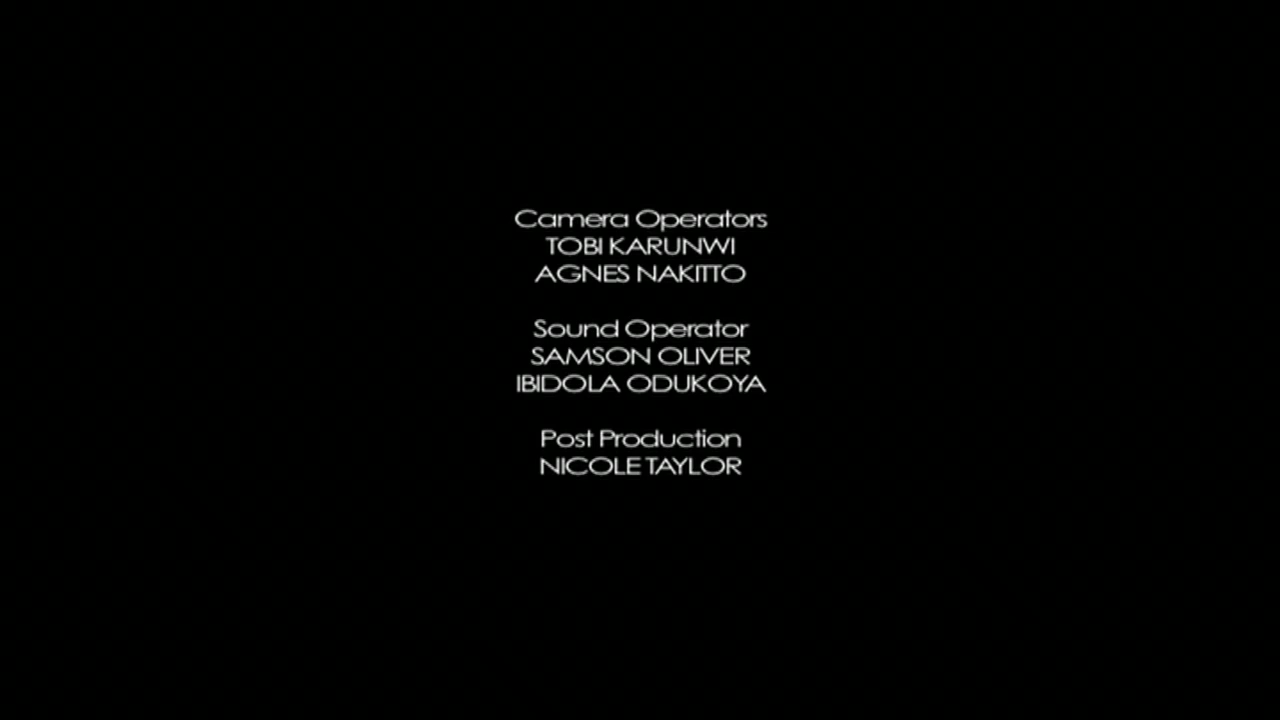 Camera Operators
TOBI KARUNWI
AGNES NAKITTO
Sound Operator
SAMSON OLIVER
IBIDOLA ODUKOYA
Post Production
NICOLE TAYLOR